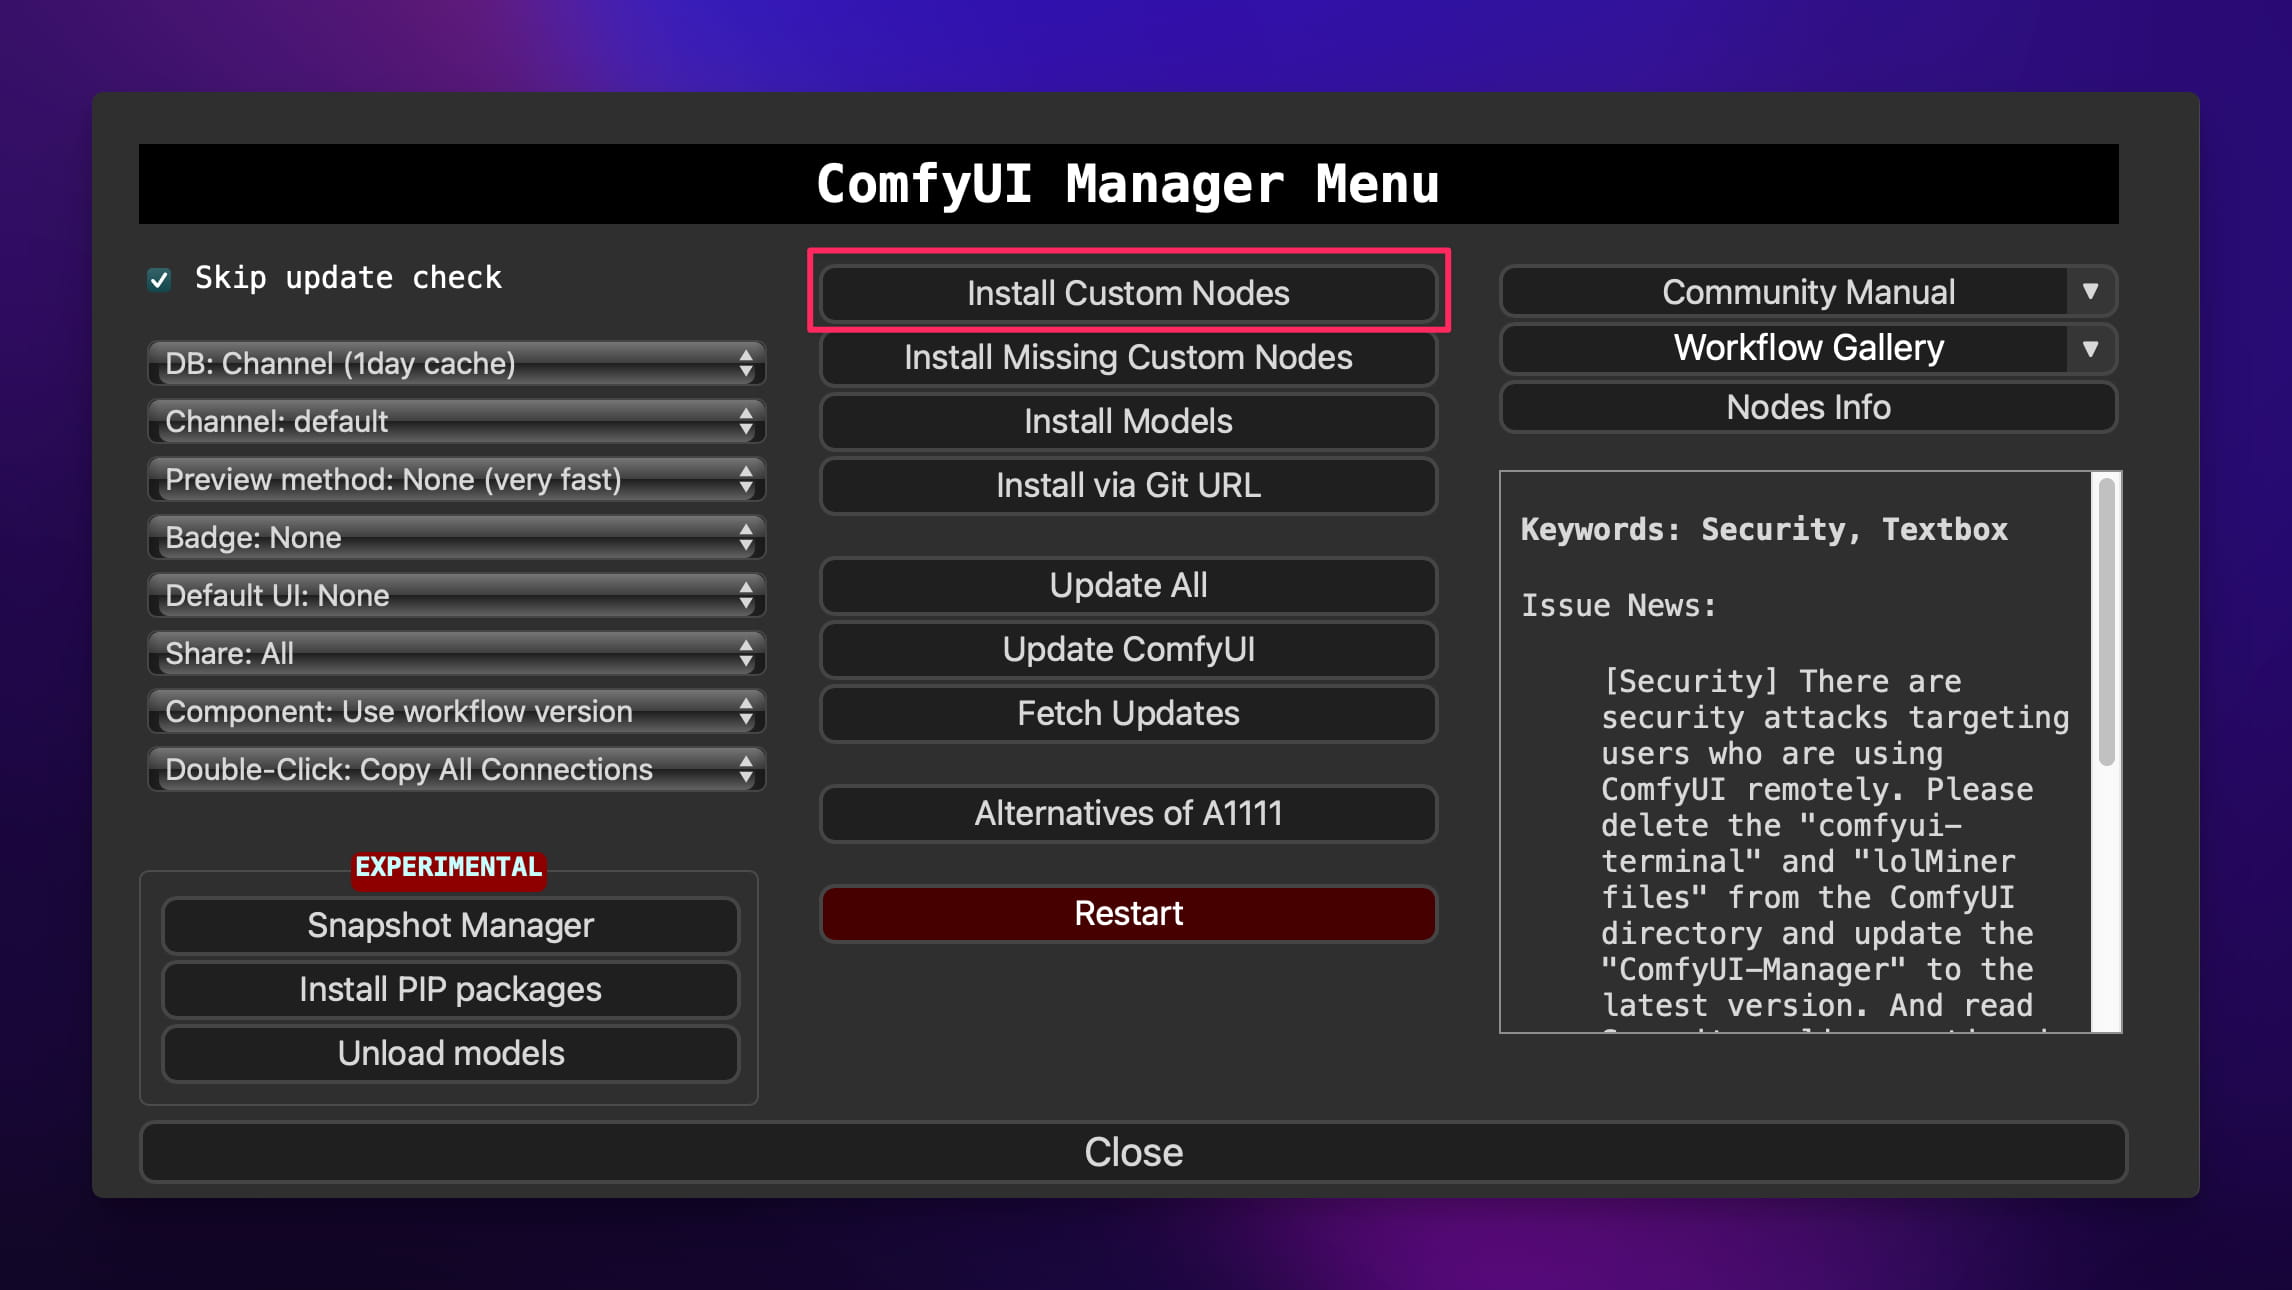 ComfyUI Manager Menu
Skip update check
DB: Channel (1day cache)
Channel: default
Preview method: None (very fast)
Badge: None
Default UI: None
Share: All
Component: Use workflow version
Double-Click: Copy All Connections
EXPERIMENTAL
Snapshot Manager
Install PIP packages
Unload models
Install Custom Nodes
Install Missing Custom Nodes
Install Models
Install via Git URL
Update All
Update ComfyUI
Fetch Updates
Alternatives of A1111
Restart
Community Manual
Workflow Gallery
Nodes Info
Keywords: Security, Textbox
Issue News:
[Security] There are
security attacks targeting
users who are using
ComfyUI remotely. Please
delete the "comfyui-
terminal" and "lolMiner
files" from the ComfyUI
directory and update the
"ComfyUI-Manager" to the
latest version. And read
Close